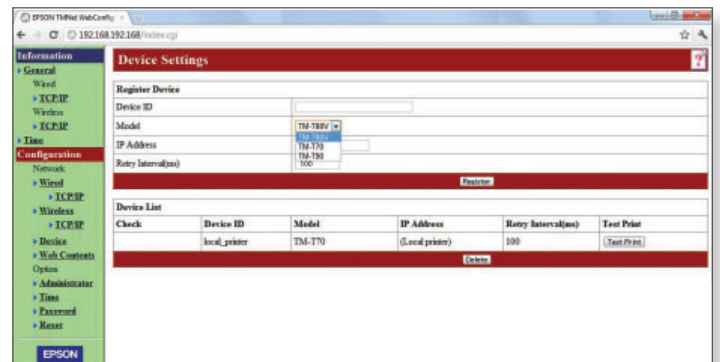 EPSON TMNet WebConfig
192.168.192.168/index.cgi
Information
General
Wired
TCP/IP
Wireless
TCP/IP
Time
Configuration
Network
Wired
TCP/IP
Wireless
TCP/IP
Device
Web Contents
Option
Administrator
Time
Password
Reset
EPSON
Device Settings
?
Register Device
Device ID
Model TM-T88V
TM-T88V
TM-T70
TM-T90
IP Address
Retry Interval(ms) 100
Register
Device List
Check Device ID Model IP Address Retry Interval(ms) Test Print
local_printer TM-T70 (Local printer) 100 Test Print
Delete